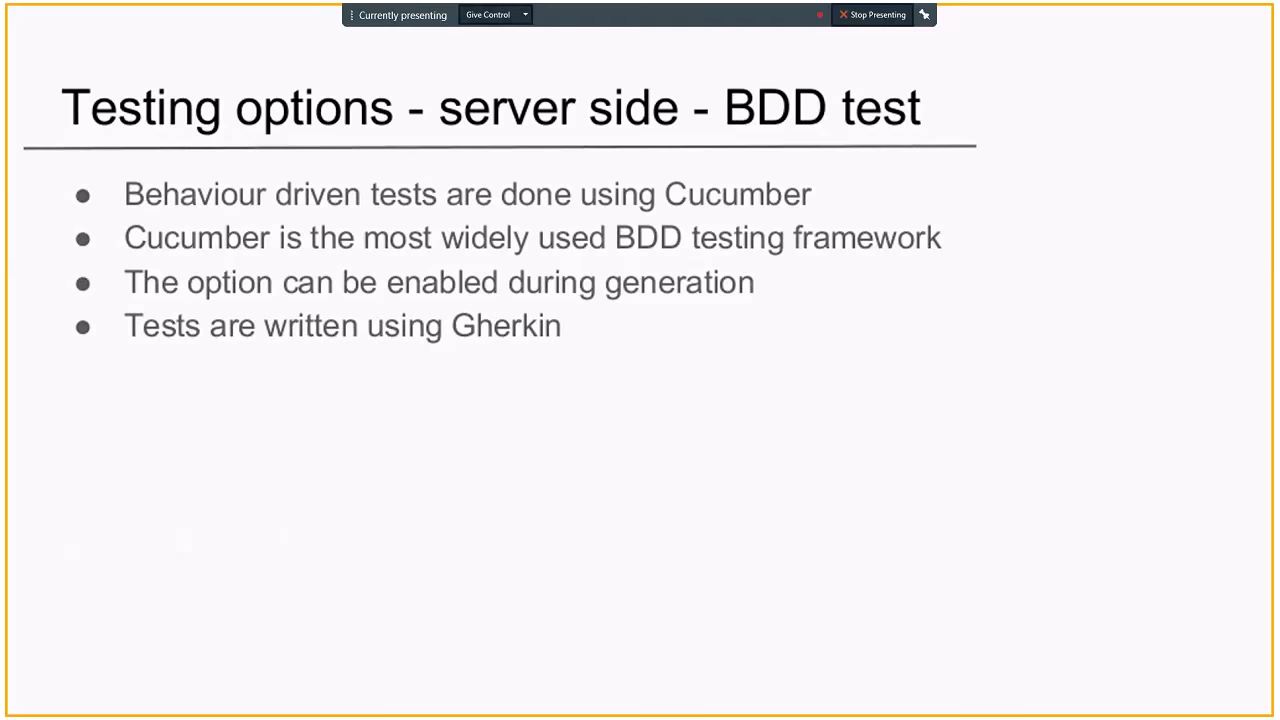 Currently presenting Give Control Stop Presenting
Testing options - server side - BDD test
● Behaviour driven tests are done using Cucumber
● Cucumber is the most widely used BDD testing framework
● The option can be enabled during generation
● Tests are written using Gherkin